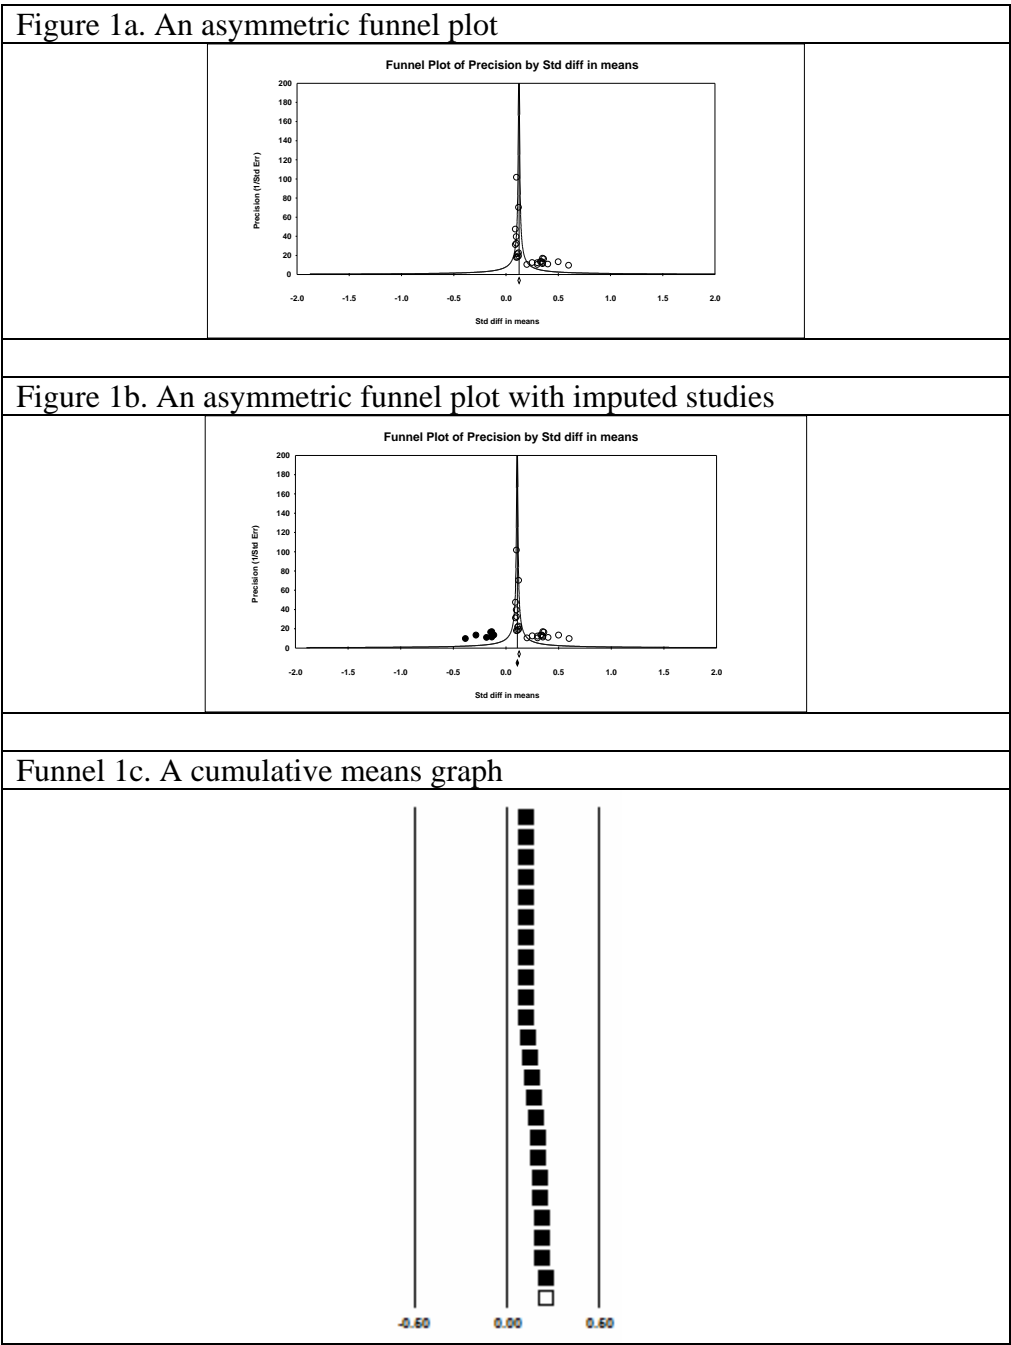 Figure 1a. An asymmetric funnel plot
Funnel Plot of Precision by Std diff in means
200
180
160
140
120
100
80
60
40
20
0
Precision (1/Std Err)
-2.0 -1.5 -1.0 -0.5 0.0 0.5 1.0 1.5 2.0
Std diff in means
Figure 1b. An asymmetric funnel plot with imputed studies
Funnel Plot of Precision by Std diff in means
200
180
160
140
120
100
80
60
40
20
0
Precision (1/Std Err)
-2.0 -1.5 -1.0 -0.5 0.0 0.5 1.0 1.5 2.0
Std diff in means
Funnel 1c. A cumulative means graph
-0.50 0.00 0.50